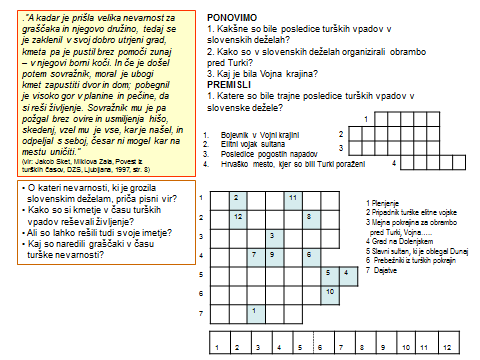 ."A kadar je prišla velika nevarnost za
graščaka in njegovo družino, tedaj se
je zaklenil v svoj dobro utrjeni grad,
kmeta pa je pustil brez pomoči zunaj
– v njegovi borni koči. In če je došel
potem sovražnik, moral je ubogi
kmet zapustiti dvor in dom; pobegnil
je visoko gor v planine in pečine, da
si reši življenje. Sovražnik mu je pa
požgal brez ovire in usmiljenja hišo,
skedenj, vzel mu je vse, kar je našel, in
odpeljal s seboj, česar ni mogel kar na
mestu uničiti."
(vir: Jakob Sket, Miklova Zala, Povest iz
turških časov, DZS, Ljubljana, 1997, str. 8)
• O kateri nevarnosti, ki je grozila
slovenskim deželam, priča pisni vir?
• Kako so si kmetje v času turških
vpadov reševali življenje?
• Ali so lahko rešili tudi svoje imetje?
• Kaj so naredili graščaki v času
turške nevarnosti?
PONOVIMO
1. Kakšne so bile posledice turških vpadov v
slovenskih deželah?
2. Kako so v slovenskih deželah organizirali obrambo
pred Turki?
3. Kaj je bila Vojna krajina?
PREMISLI
1. Katere so bile trajne posledice turških vpadov v
slovenske dežele?
1. Bojevnik v Vojni krajini
2. Elitni vojak sultana
3. Posledice pogostih napadov
4. Hrvaško mesto, kjer so bili Turki poraženi
1
2
3
4
1 2 11
2 12 8
3 3
4 7 9 6
5 5 4
6 10
7 1
1 Plenjenje
2 Pripadnik turške elitne vojske
3 Mejna pokrajina za obrambo
pred Turki, Vojna.....
4 Grad na Dolenjskem
5 Slavni sultan, ki je oblegal Dunaj
6 Prebežniki iz turških pokrajin
7 Dajatve
1 2 3 4 5 6 7 8 9 10 11 12